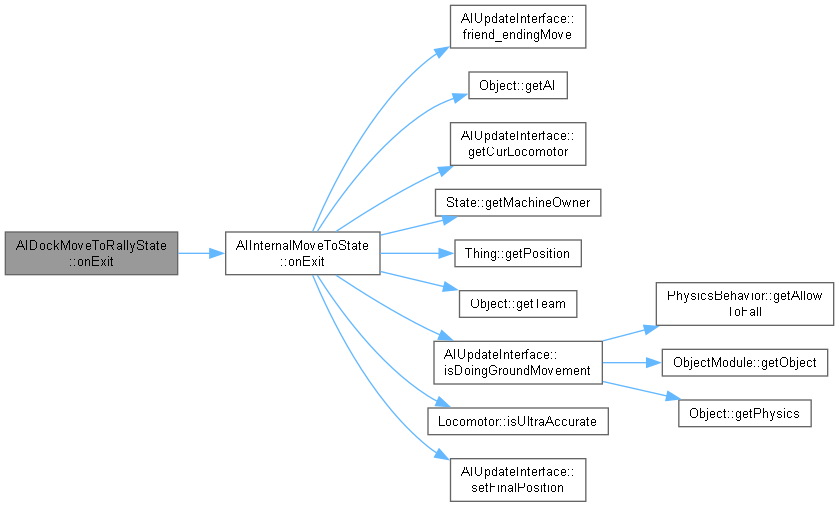 AIDockMoveToRallyState
::onExit
AIInternalMoveToState
::onExit
AIUpdateInterface::
friend_endingMove
Object::getAI
AIUpdateInterface::
getCurLocomotor
State::getMachineOwner
Thing::getPosition
Object::getTeam
AIUpdateInterface::
isDoingGroundMovement
Locomotor::isUltraAccurate
AIUpdateInterface::
setFinalPosition
PhysicsBehavior::getAllow
ToFall
ObjectModule::getObject
Object::getPhysics